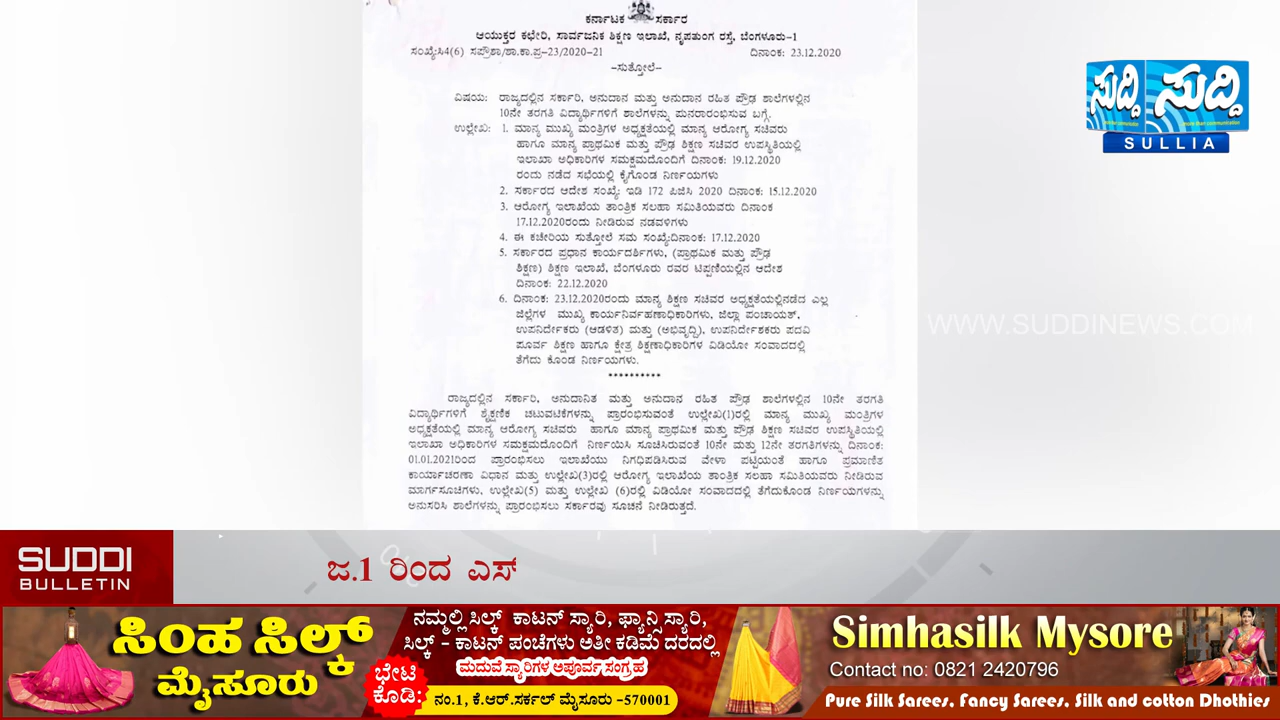 ಕರ್ನಾಟಕ ಸರ್ಕಾರ
ಆಯುಕ್ತರ ಕಛೇರಿ, ಸಾರ್ವಜನಿಕ ಶಿಕ್ಷಣ ಇಲಾಖೆ, ನೃಪತುಂಗ ರಸ್ತೆ, ಬೆಂಗಳೂರು-1
ಸಂಖ್ಯೆ:ಸಿ4(6) ಸಪ್ರೌಶಾ/ಶಾ.ಕಾ.ಪ್ರ-23/2020-21 ದಿನಾಂಕ: 23.12.2020
-ಸುತ್ತೋಲೆ-
ವಿಷಯ: ರಾಜ್ಯದಲ್ಲಿನ ಸರ್ಕಾರಿ, ಅನುದಾನ ಮತ್ತು ಅನುದಾನ ರಹಿತ ಪ್ರೌಢ ಶಾಲೆಗಳಲ್ಲಿನ
10ನೇ ತರಗತಿ ವಿದ್ಯಾರ್ಥಿಗಳಿಗೆ ಶಾಲೆಗಳನ್ನು ಪುನರಾರಂಭಿಸುವ ಬಗ್ಗೆ.
ಉಲ್ಲೇಖ: 1. ಮಾನ್ಯ ಮುಖ್ಯ ಮಂತ್ರಿಗಳ ಅಧ್ಯಕ್ಷತೆಯಲ್ಲಿ ಮಾನ್ಯ ಆರೋಗ್ಯ ಸಚಿವರು
ಹಾಗೂ ಮಾನ್ಯ ಪ್ರಾಥಮಿಕ ಮತ್ತು ಪ್ರೌಢ ಶಿಕ್ಷಣ ಸಚಿವರ ಉಪಸ್ಥಿತಿಯಲ್ಲಿ
ಇಲಾಖಾ ಅಧಿಕಾರಿಗಳ ಸಮಕ್ಷಮದೊಂದಿಗೆ ದಿನಾಂಕ: 19.12.2020
ರಂದು ನಡೆದ ಸಭೆಯಲ್ಲಿ ಕೈಗೊಂಡ ನಿರ್ಣಯಗಳು
2. ಸರ್ಕಾರದ ಆದೇಶ ಸಂಖ್ಯೆ: ಇಡಿ 172 ಪಿಜಿಸಿ 2020 ದಿನಾಂಕ: 15.12.2020
3. ಆರೋಗ್ಯ ಇಲಾಖೆಯ ತಾಂತ್ರಿಕ ಸಲಹಾ ಸಮಿತಿಯವರು ದಿನಾಂಕ
17.12.2020ರಂದು ನೀಡಿರುವ ನಡವಳಿಗಳು
4. ಈ ಕಚೇರಿಯ ಸುತ್ತೋಲೆ ಸಮ ಸಂಖ್ಯೆ:ದಿನಾಂಕ: 17.12.2020
5. ಸರ್ಕಾರದ ಪ್ರಧಾನ ಕಾರ್ಯದರ್ಶಿಗಳು, (ಪ್ರಾಥಮಿಕ ಮತ್ತು ಪ್ರೌಢ
ಶಿಕ್ಷಣ) ಶಿಕ್ಷಣ ಇಲಾಖೆ, ಬೆಂಗಳೂರು ರವರ ಟಿಪ್ಪಣಿಯಲ್ಲಿನ ಆದೇಶ
ದಿನಾಂಕ: 22.12.2020
6. ದಿನಾಂಕ: 23.12.2020ರಂದು ಮಾನ್ಯ ಶಿಕ್ಷಣ ಸಚಿವರ ಅಧ್ಯಕ್ಷತೆಯಲ್ಲಿನಡೆದ ಎಲ್ಲ
ಜಿಲ್ಲೆಗಳ ಮುಖ್ಯ ಕಾರ್ಯನಿರ್ವಹಣಾಧಿಕಾರಿಗಳು, ಜಿಲ್ಲಾ ಪಂಚಾಯತ್,
ಉಪನಿರ್ದೇಕರು (ಆಡಳಿತ) ಮತ್ತು (ಅಭಿವೃದ್ಧಿ), ಉಪನಿರ್ದೇಶಕರು ಪದವಿ
ಪೂರ್ವ ಶಿಕ್ಷಣ ಹಾಗೂ ಕ್ಷೇತ್ರ ಶಿಕ್ಷಣಾಧಿಕಾರಿಗಳ ವಿಡಿಯೋ ಸಂವಾದದಲ್ಲಿ
ತೆಗೆದು ಕೊಂಡ ನಿರ್ಣಯಗಳು.
**********
ರಾಜ್ಯದಲ್ಲಿನ ಸರ್ಕಾರಿ, ಅನುದಾನಿತ ಮತ್ತು ಅನುದಾನ ರಹಿತ ಪ್ರೌಢ ಶಾಲೆಗಳಲ್ಲಿನ 10ನೇ ತರಗತಿ
ವಿದ್ಯಾರ್ಥಿಗಳಿಗೆ ಶೈಕ್ಷಣಿಕ ಚಟುವಟಿಕೆಗಳನ್ನು ಪ್ರಾರಂಭಿಸುವಂತೆ ಉಲ್ಲೇಖ(1)ರಲ್ಲಿ ಮಾನ್ಯ ಮುಖ್ಯ ಮಂತ್ರಿಗಳ
ಅಧ್ಯಕ್ಷತೆಯಲ್ಲಿ ಮಾನ್ಯ ಆರೋಗ್ಯ ಸಚಿವರು ಹಾಗೂ ಮಾನ್ಯ ಪ್ರಾಥಮಿಕ ಮತ್ತು ಪ್ರೌಢ ಶಿಕ್ಷಣ ಸಚಿವರ ಉಪಸ್ಥಿತಿಯಲ್ಲಿ
ಇಲಾಖಾ ಅಧಿಕಾರಿಗಳ ಸಮಕ್ಷಮದೊಂದಿಗೆ ನಿರ್ಣಯಿಸಿ ಸೂಚಿಸಿರುವಂತೆ 10ನೇ ಮತ್ತು 12ನೇ ತರಗತಿಗಳನ್ನು ದಿನಾಂಕ:
01.01.2021ರಿಂದ ಪ್ರಾರಂಭಿಸಲು ಇಲಾಖೆಯು ನಿಗಧಿಪಡಿಸಿರುವ ವೇಳಾ ಪಟ್ಟಿಯಂತೆ ಹಾಗೂ ಪ್ರಮಾಣಿತ
ಕಾರ್ಯಾಚರಣಾ ವಿಧಾನ ಮತ್ತು ಉಲ್ಲೇಖ(3)ರಲ್ಲಿ ಆರೋಗ್ಯ ಇಲಾಖೆಯ ತಾಂತ್ರಿಕ ಸಲಹಾ ಸಮಿತಿಯವರು ನೀಡಿರುವ
ಮಾರ್ಗಸೂಚಿಗಳು, ಉಲ್ಲೇಖ(5) ಮತ್ತು ಉಲ್ಲೇಖ (6)ರಲ್ಲಿ ವಿಡಿಯೋ ಸಂವಾದದಲ್ಲಿ ತೆಗೆದುಕೊಂಡ ನಿರ್ಣಯಗಳನ್ನು
ಅನುಸರಿಸಿ ಶಾಲೆಗಳನ್ನು ಪ್ರಾರಂಭಿಸಲು ಸರ್ಕಾರವು ಸೂಚನೆ ನೀಡಿರುತ್ತದೆ.
ಸುದ್ದಿ ಸುದ್ದಿ
SULLIA
WWW.SUDDINEWS.COM
SUDDI
BULLETIN
ಜ.1 ರಿಂದ ಎಸ್
ಸಿಂಹ ಸಿಲ್ಕ್
ಮೈಸೂರು
ನಮ್ಮಲ್ಲಿ ಸಿಲ್ಕ್ ಕಾಟನ್ ಸ್ಯಾರಿ, ಫ್ಯಾನ್ಸಿ ಸ್ಯಾರಿ,
ಸಿಲ್ಕ್ - ಕಾಟನ್ ಪಂಚೆಗಳು ಅತೀ ಕಡಿಮೆ ದರದಲ್ಲಿ
ಮದುವೆ ಸ್ಯಾರಿಗಳ ಅಪೂರ್ವ ಸಂಗ್ರಹ
ಭೇಟಿ
ಕೊಡಿ:
ನಂ.1, ಕೆ.ಆರ್.ಸರ್ಕಲ್ ಮೈಸೂರು -570001
Simhasilk Mysore
Contact no: 0821 2420796
Pure Silk Sarees, Fancy Sarees, Silk and cotton Dhothies